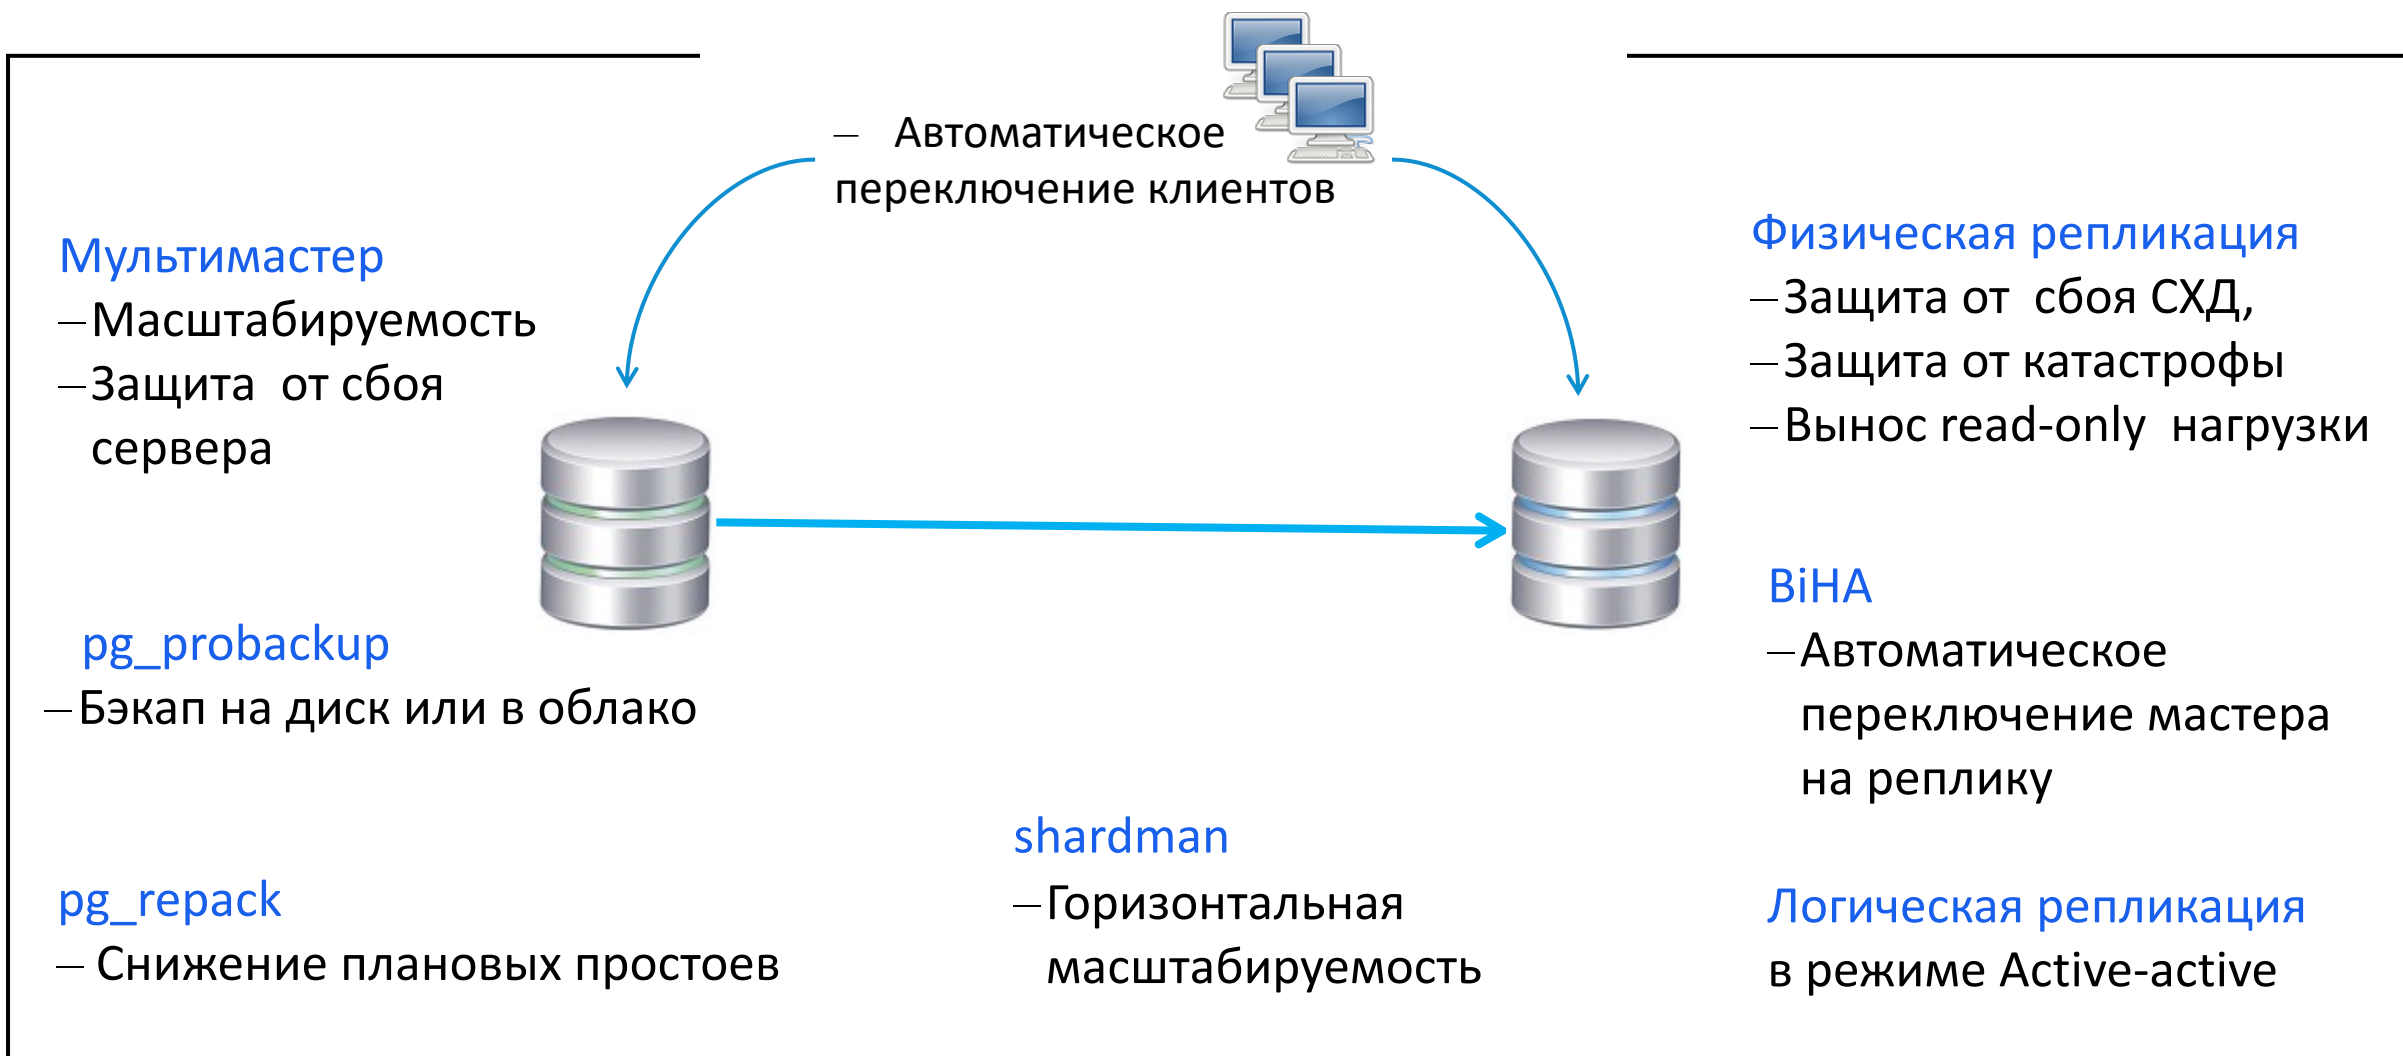 — Автоматическое
переключение клиентов
Мультимастер
—Масштабируемость
—Защита от сбоя
сервера
pg_probackup
—Бэкап на диск или в облако
pg_repack
— Снижение плановых простоев
shardman
—Горизонтальная
масштабируемость
Физическая репликация
—Защита от сбоя СХД,
—Защита от катастрофы
—Вынос read-only нагрузки
BiHA
—Автоматическое
переключение мастера
на реплику
Логическая репликация
в режиме Active-active